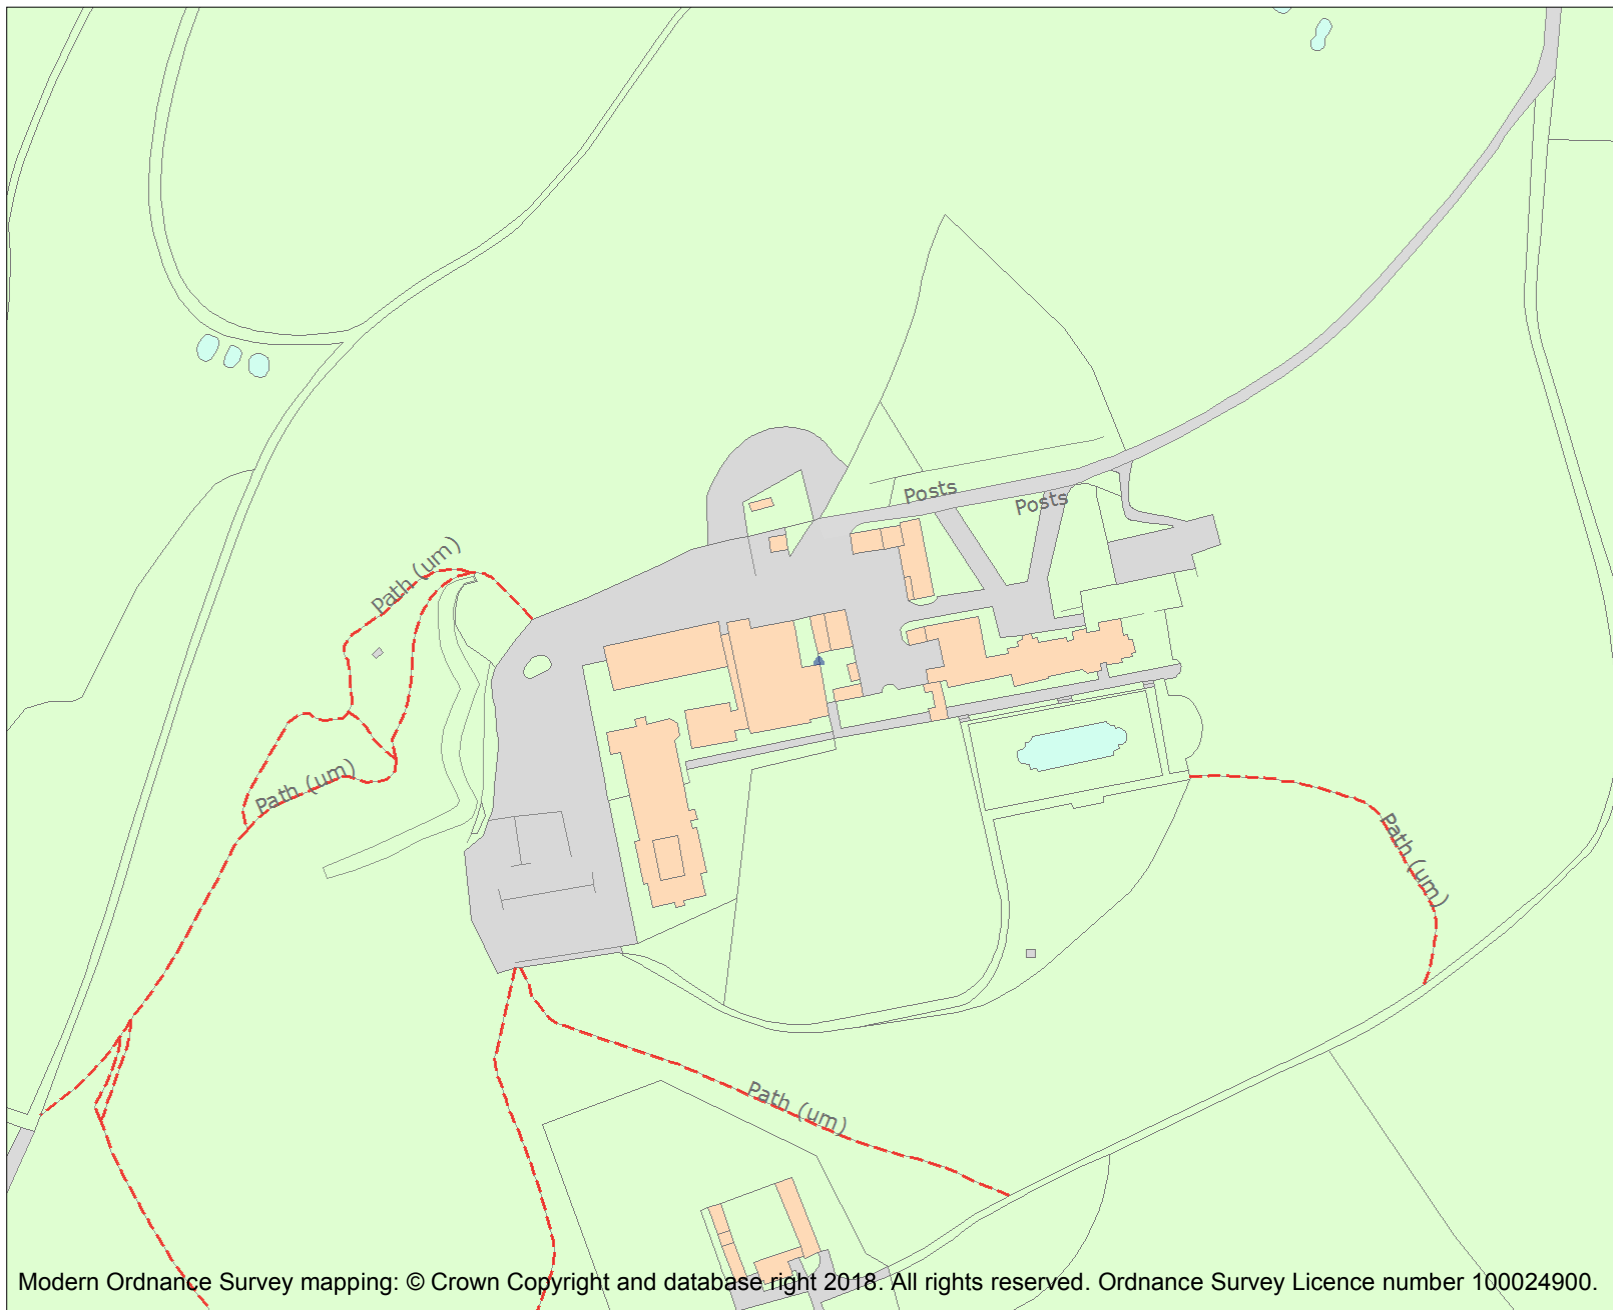 Posts
Posts
Path (um)
Path (um)
Path (um)
Path (um)
Modern Ordnance Survey mapping: © Crown Copyright and database right 2018. All rights reserved. Ordnance Survey Licence number 100024900.